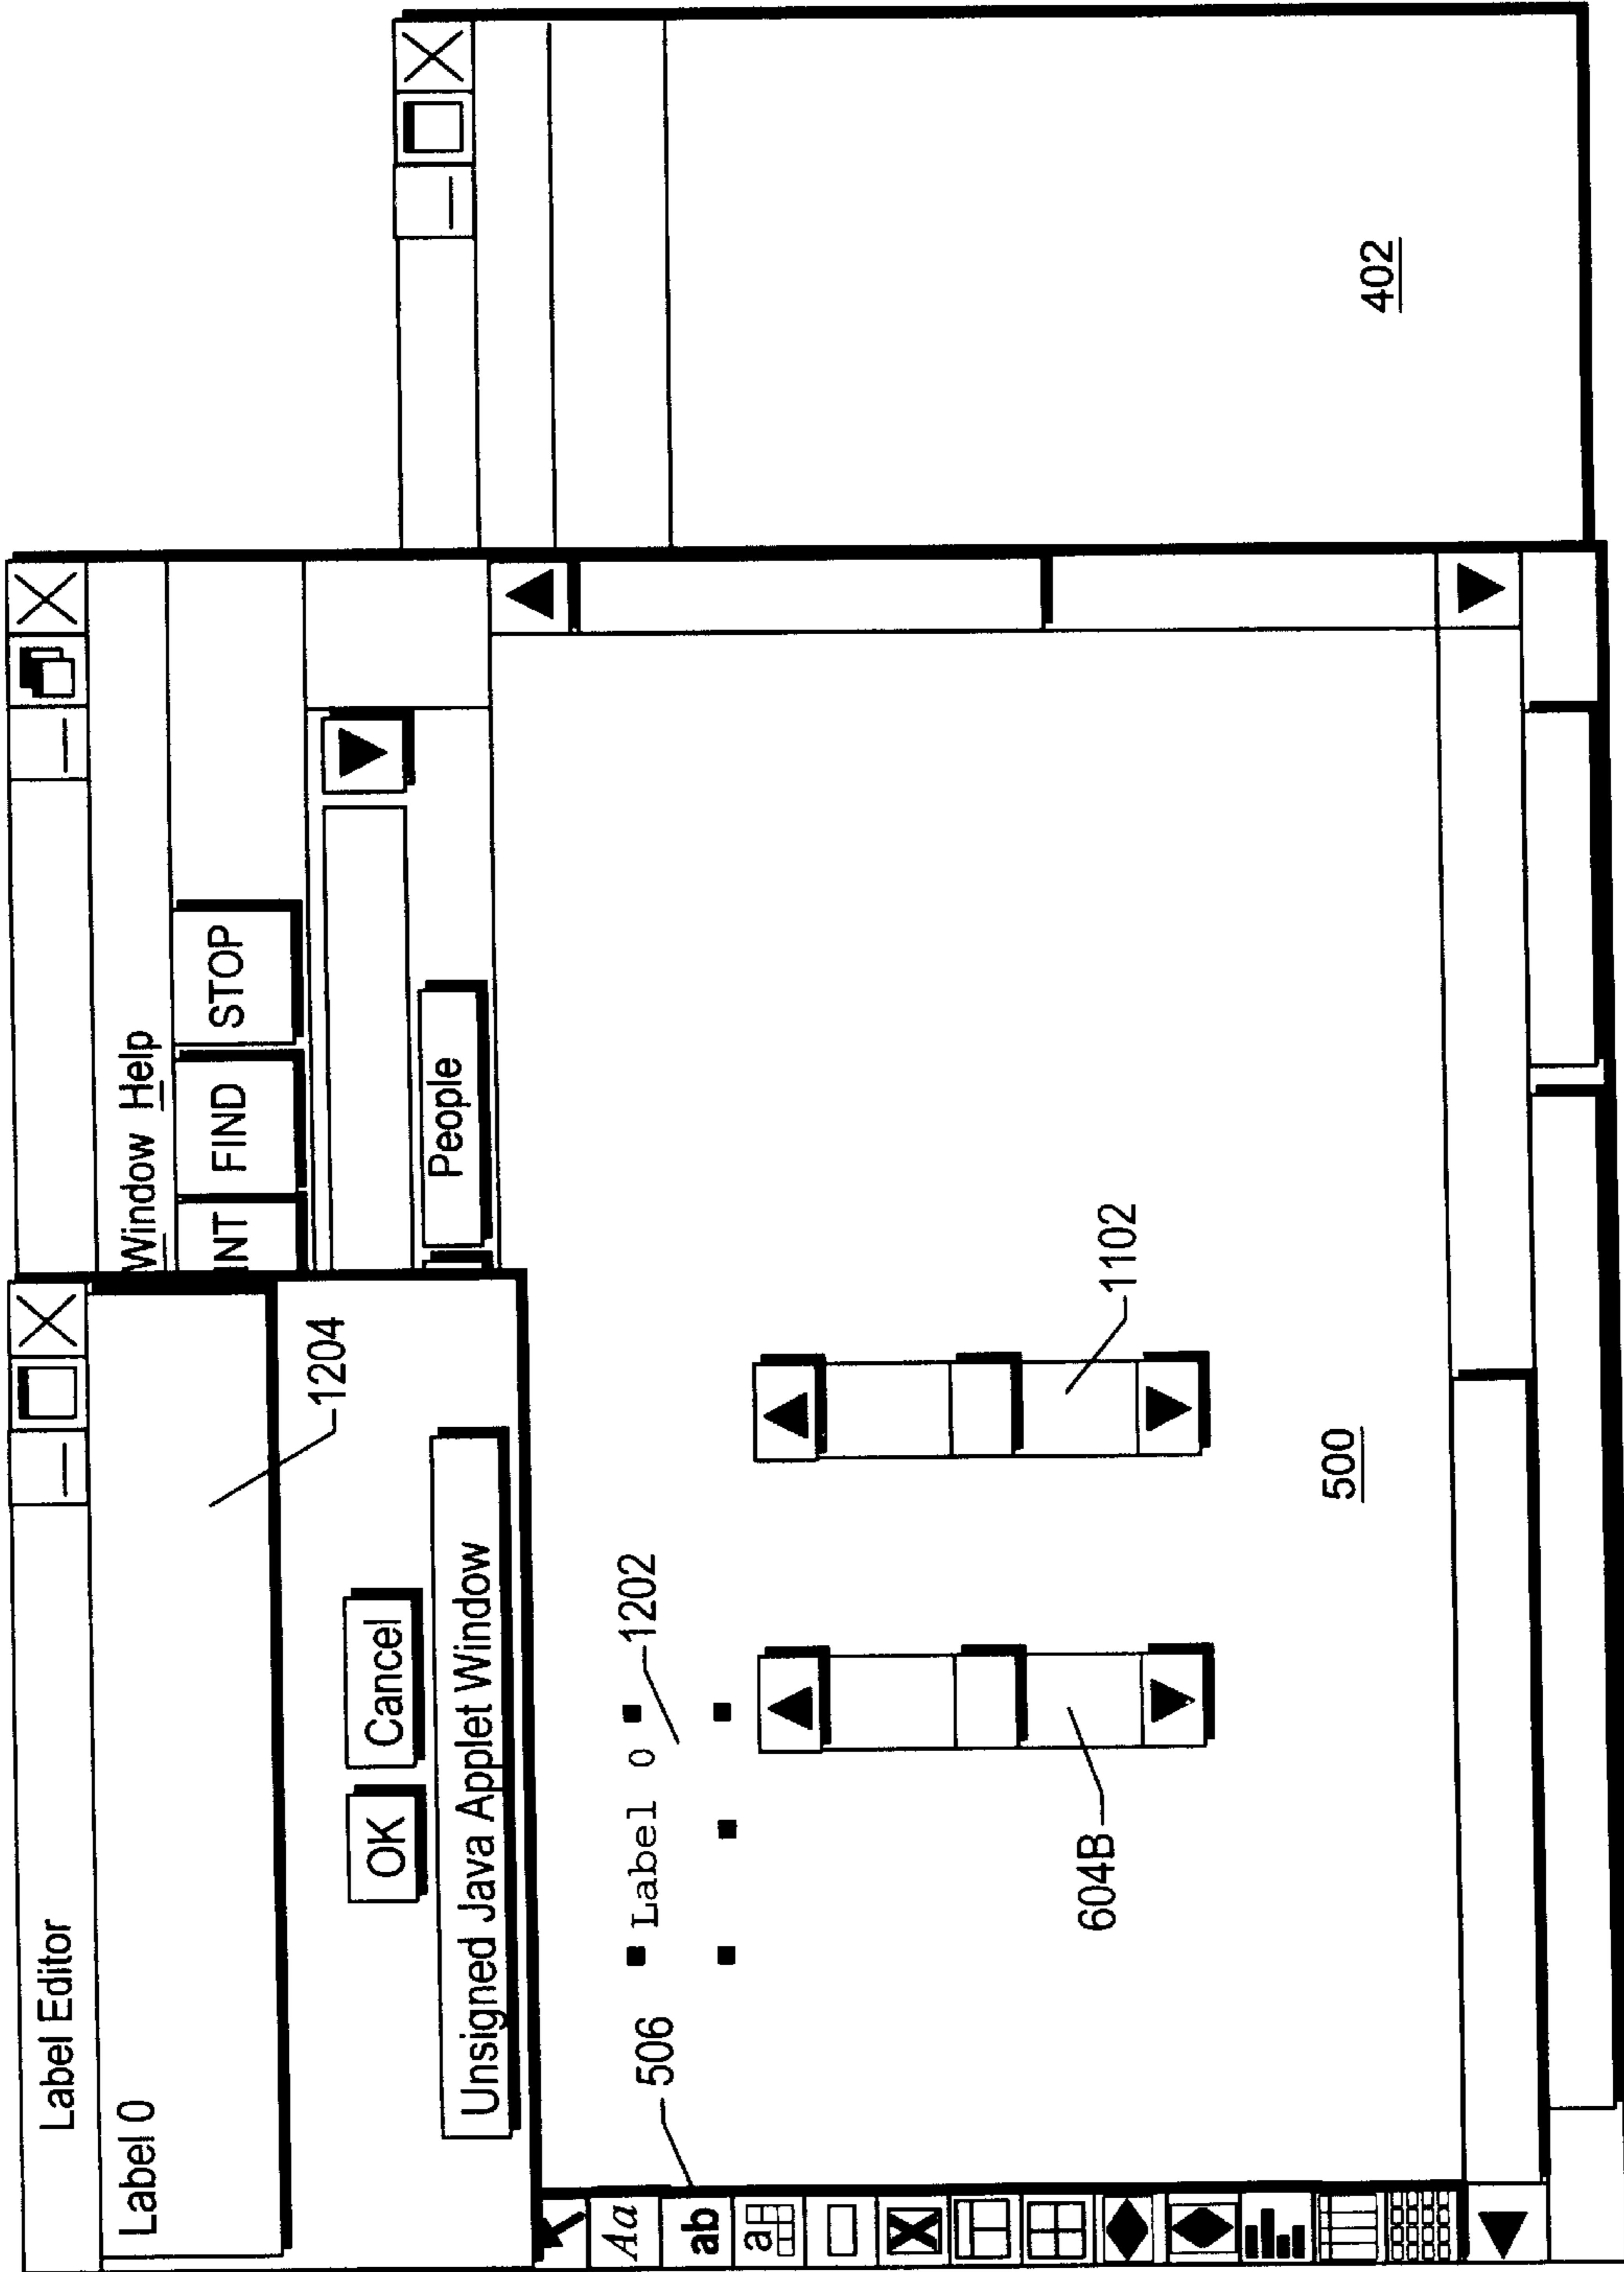 Label Editor
Label 0
Window Help
INT FIND STOP
OK Cancel
People
Unsigned Java Applet Window
1204
506
Label 0
1202
Aa
ab
a
604B
1102
500
402